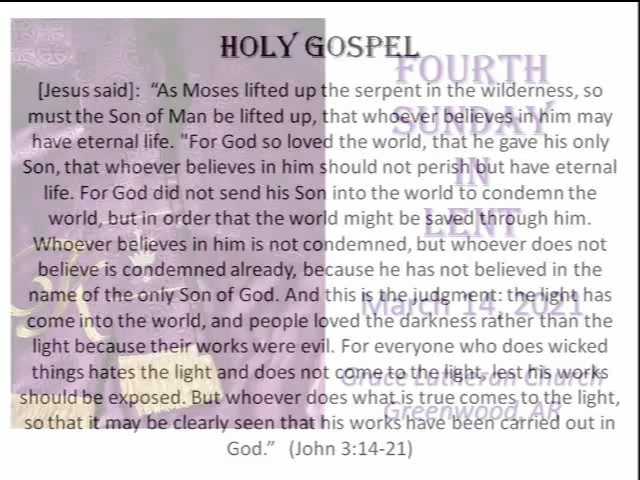 HOLY GOSPEL
[Jesus said]: “As Moses lifted up the serpent in the wilderness, so
must the Son of Man be lifted up, that whoever believes in him may
have eternal life. "For God so loved the world, that he gave his only
Son, that whoever believes in him should not perish but have eternal
life. For God did not send his Son into the world to condemn the
world, but in order that the world might be saved through him.
Whoever believes in him is not condemned, but whoever does not
believe is condemned already, because he has not believed in the
name of the only Son of God. And this is the judgment: the light has
come into the world, and people loved the darkness rather than the
light because their works were evil. For everyone who does wicked
things hates the light and does not come to the light, lest his works
should be exposed. But whoever does what is true comes to the light,
so that it may be clearly seen that his works have been carried out in
God.” (John 3:14-21)
FOURTH
SUNDAY
IN
LENT
March 14, 2021
Grace Lutheran Church
Greenwood, AR